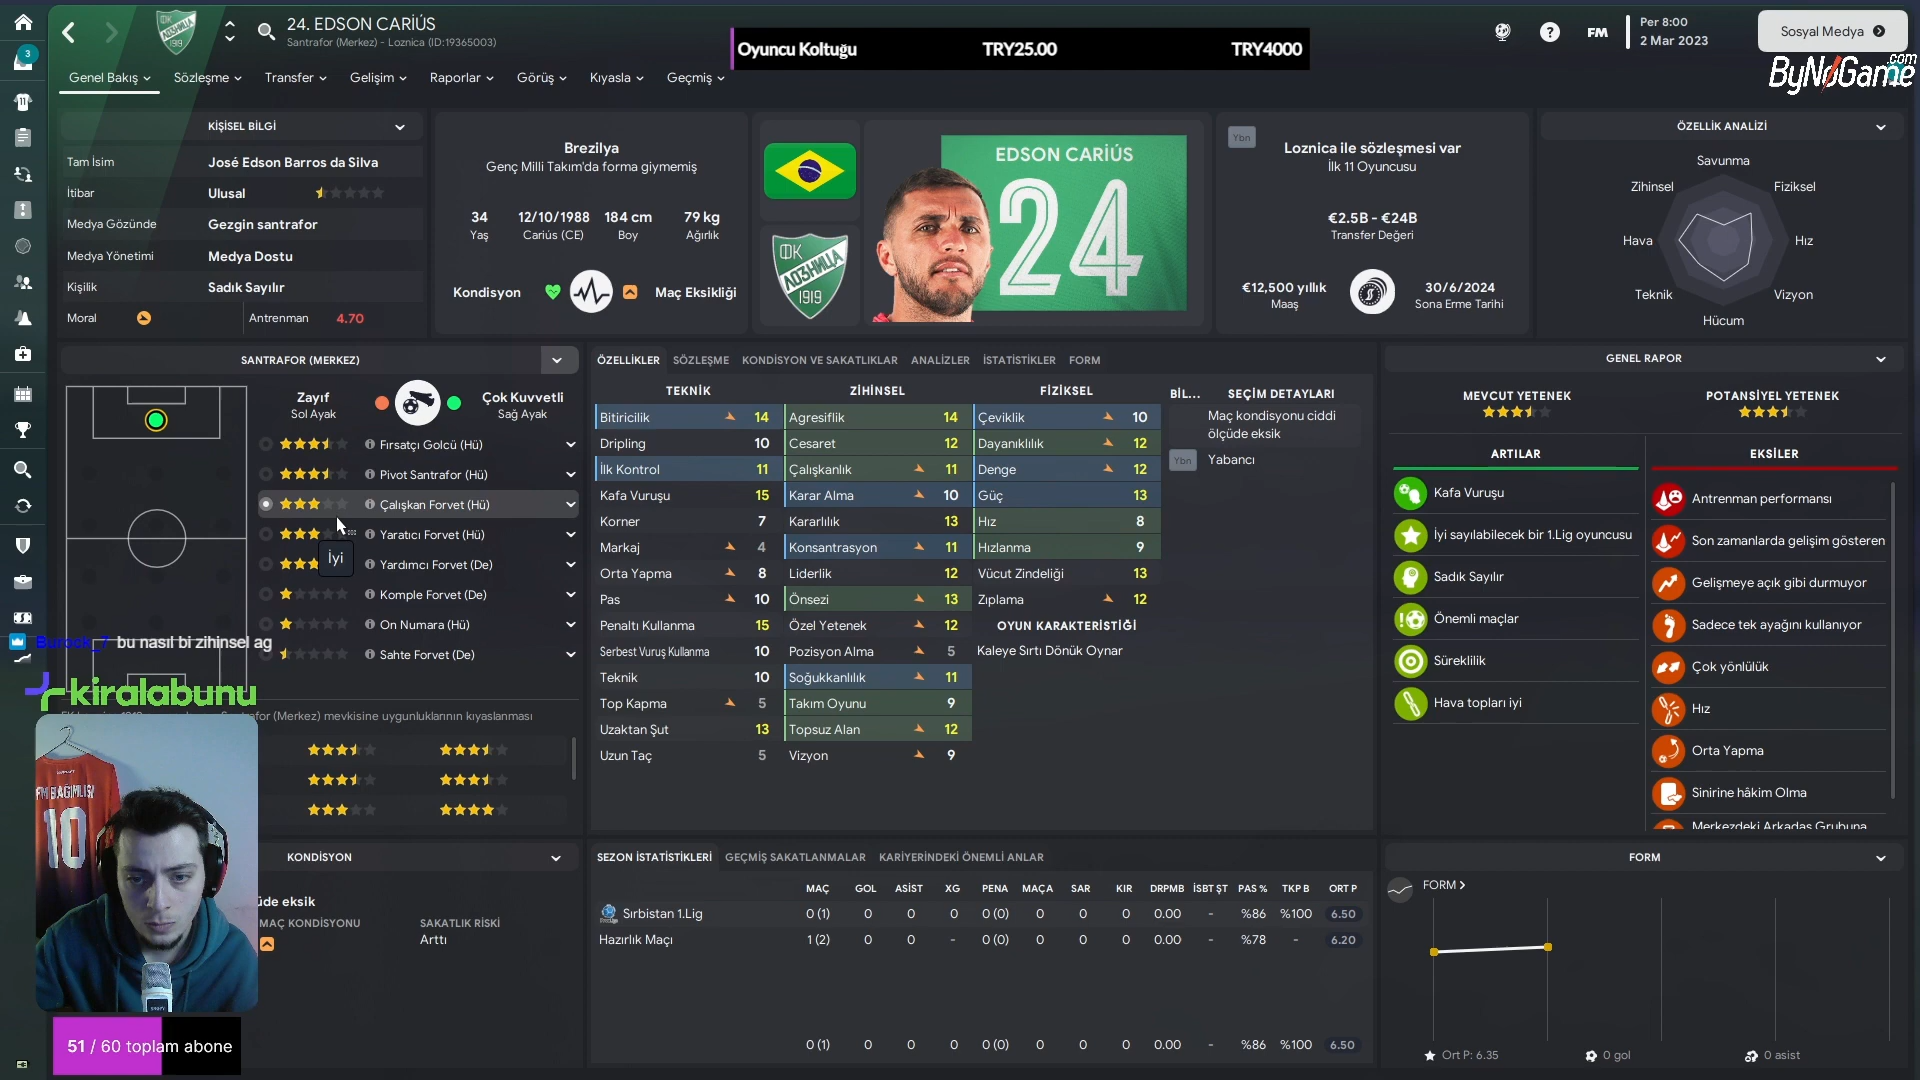 24. EDSON CARIÚS
Santrafor (Merkez) - Loznica (ID:19365003)
Oyuncu Koltuğu TRY25.00 TRY4000
FM
Per 8:00
2 Mar 2023
Sosyal Medya
ByNoGame.com
3
Genel Bakış Sözleşme Transfer Gelişim Raporlar Görüş Kıyasla Geçmiş
KİŞİSEL BİLGİ
Tam İsim José Edson Barros da Silva
İtibar Ulusal
Medya Gözünde Gezgin santrafor
Medya Yönetimi Medya Dostu
Kişilik Sadık Sayılır
Moral
Antrenman 4.70
Brezilya
Genç Milli Takım'da forma giymemiş
34 12/10/1988 184 cm 79 kg
Yaş Cariús (CE) Boy Ağırlık
Kondisyon Maç Eksikliği
ФК
ЛОЗНИЦА
1919
EDSON CARIÚS
24
Ybn
Loznica ile sözleşmesi var
İlk 11 Oyuncusu
€2.5B - €24B
Transfer Değeri
€12,500 yıllık
Maaş
30/6/2024
Sona Erme Tarihi
ÖZELLİK ANALİZİ
Savunma
Zihinsel Fiziksel
Hava Hız
Teknik Vizyon
Hücum
SANTRAFOR (MERKEZ)
Zayıf
Sol Ayak
Çok Kuvvetli
Sağ Ayak
Fırsatçı Golcü (Hü)
Pivot Santrafor (Hü)
Çalışkan Forvet (Hü)
Yaratıcı Forvet (Hü)
Yardımcı Forvet (De)
Komple Forvet (De)
On Numara (Hü)
Sahte Forvet (De)
İyi
Burock_7 bu nasıl bi zihinsel ag
kiralabunu
Santrafor (Merkez) mevkisine uygunluklarının kıyaslanması
FM BAGIMLISI
10
ÖZELLİKLER SÖZLEŞME KONDİSYON VE SAKATLIKLAR ANALİZLER İSTATİSTİKLER FORM
TEKNİK
Bitiricilik 14
Dripling 10
İlk Kontrol 11
Kafa Vuruşu 15
Korner 7
Markaj 4
Orta Yapma 8
Pas 10
Penaltı Kullanma 15
Serbest Vuruş Kullanma 10
Teknik 10
Top Kapma 5
Uzaktan Şut 13
Uzun Taç 5
ZİHİNSEL
Agresiflik 14
Cesaret 12
Çalışkanlık 11
Karar Alma 10
Kararlılık 13
Konsantrasyon 11
Liderlik 12
Önsezi 13
Özel Yetenek 12
Pozisyon Alma 5
Soğukkanlılık 11
Takım Oyunu 9
Topsuz Alan 12
Vizyon 9
FİZİKSEL
Çeviklik 10
Dayanıklılık 12
Denge 12
Güç 13
Hız 8
Hızlanma 9
Vücut Zindeliği 13
Zıplama 12
OYUN KARAKTERİSTİĞİ
Kaleye Sırtı Dönük Oynar
BİL... SEÇİM DETAYLARI
Maç kondisyonu ciddi
ölçüde eksik
Ybn Yabancı
GENEL RAPOR
MEVCUT YETENEK POTANSİYEL YETENEK
ARTILAR
Kafa Vuruşu
İyi sayılabilecek bir 1.Lig oyuncusu
Sadık Sayılır
Önemli maçlar
Süreklilik
Hava topları iyi
EKSİLER
Antrenman performansı
Son zamanlarda gelişim gösteren
Gelişmeye açık gibi durmuyor
Sadece tek ayağını kullanıyor
Çok yönlülük
Hız
Orta Yapma
Sinirine hâkim Olma
Merkezdeki Arkadaş Grubuna
KONDİSYON
üde eksik
MAÇ KONDİSYONU
SAKATLIK RİSKİ
Arttı
51 / 60 toplam abone
SEZON İSTATİSTİKLERİ GEÇMİŞ SAKATLANMALAR KARİYERİNDEKİ ÖNEMLİ ANLAR
MAÇ GOL ASİST XG PENA MAÇA SAR KIR DRPMB İSBT ŞT PAS % TKP B ORT P
Sırbistan 1.Lig 0 (1) 0 0 0 0 (0) 0 0 0 0.00 - %86 %100 6.50
Hazırlık Maçı 1 (2) 0 0 - 0 (0) 0 0 0 0.00 - %78 - 6.20
0 (1) 0 0 0 0 (0) 0 0 0 0.00 - %86 %100 6.50
FORM
FORM
Ort P: 6.35 0 gol 0 asist